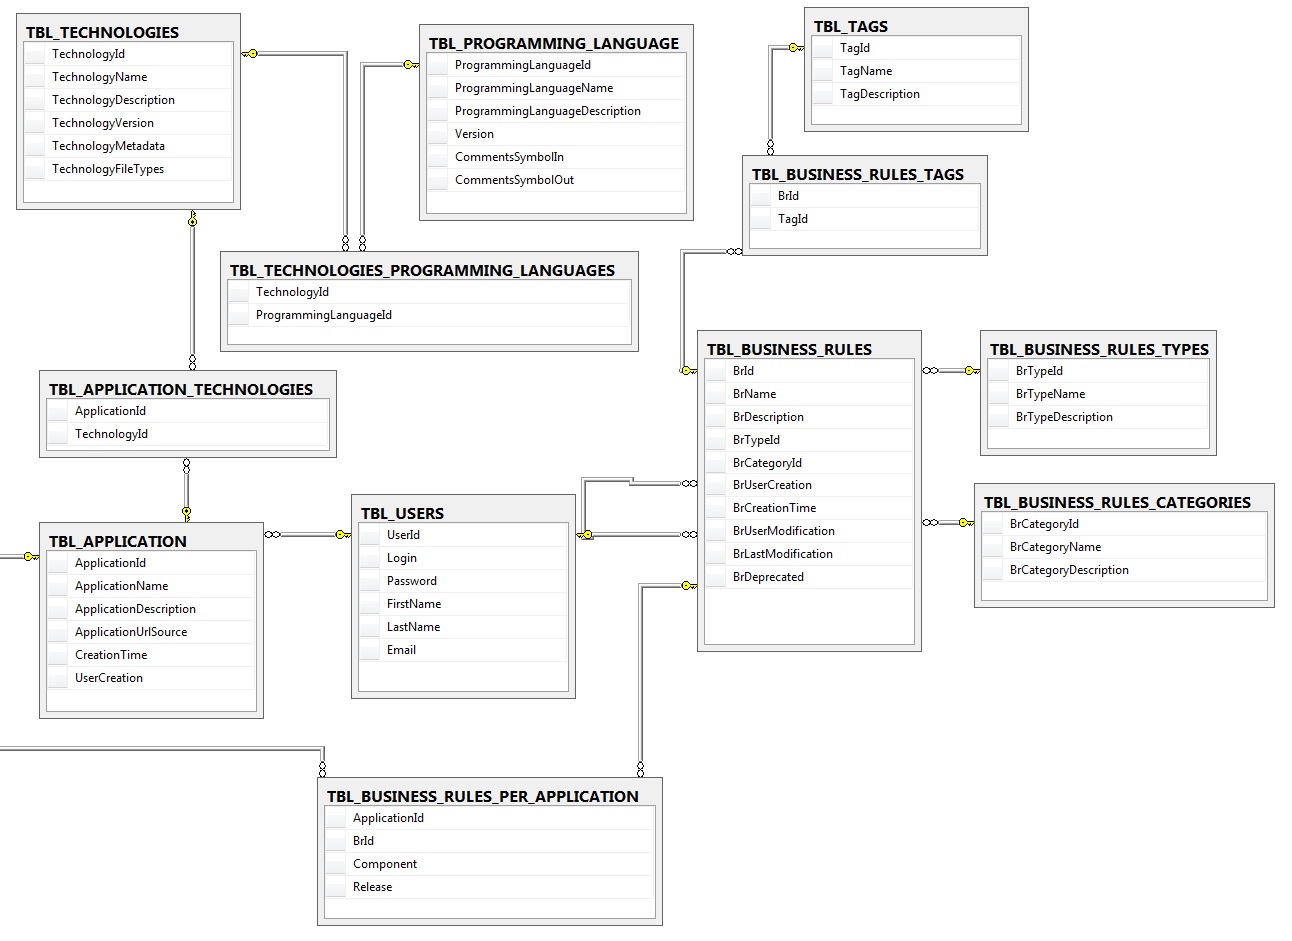 TBL_TECHNOLOGIES
TechnologyId
TechnologyName
TechnologyDescription
TechnologyVersion
TechnologyMetadata
TechnologyFileTypes
TBL_PROGRAMMING_LANGUAGE
ProgrammingLanguageId
ProgrammingLanguageName
ProgrammingLanguageDescription
Version
CommentsSymbolIn
CommentsSymbolOut
TBL_TAGS
TagId
TagName
TagDescription
TBL_BUSINESS_RULES_TAGS
BrId
TagId
TBL_TECHNOLOGIES_PROGRAMMING_LANGUAGES
TechnologyId
ProgrammingLanguageId
TBL_APPLICATION_TECHNOLOGIES
ApplicationId
TechnologyId
TBL_BUSINESS_RULES
BrId
BrName
BrDescription
BrTypeId
BrCategoryId
BrUserCreation
BrCreationTime
BrUserModification
BrLastModification
BrDeprecated
TBL_BUSINESS_RULES_TYPES
BrTypeId
BrTypeName
BrTypeDescription
TBL_BUSINESS_RULES_CATEGORIES
BrCategoryId
BrCategoryName
BrCategoryDescription
TBL_APPLICATION
ApplicationId
ApplicationName
ApplicationDescription
ApplicationUrlSource
CreationTime
UserCreation
TBL_USERS
UserId
Login
Password
FirstName
LastName
Email
TBL_BUSINESS_RULES_PER_APPLICATION
ApplicationId
BrId
Component
Release